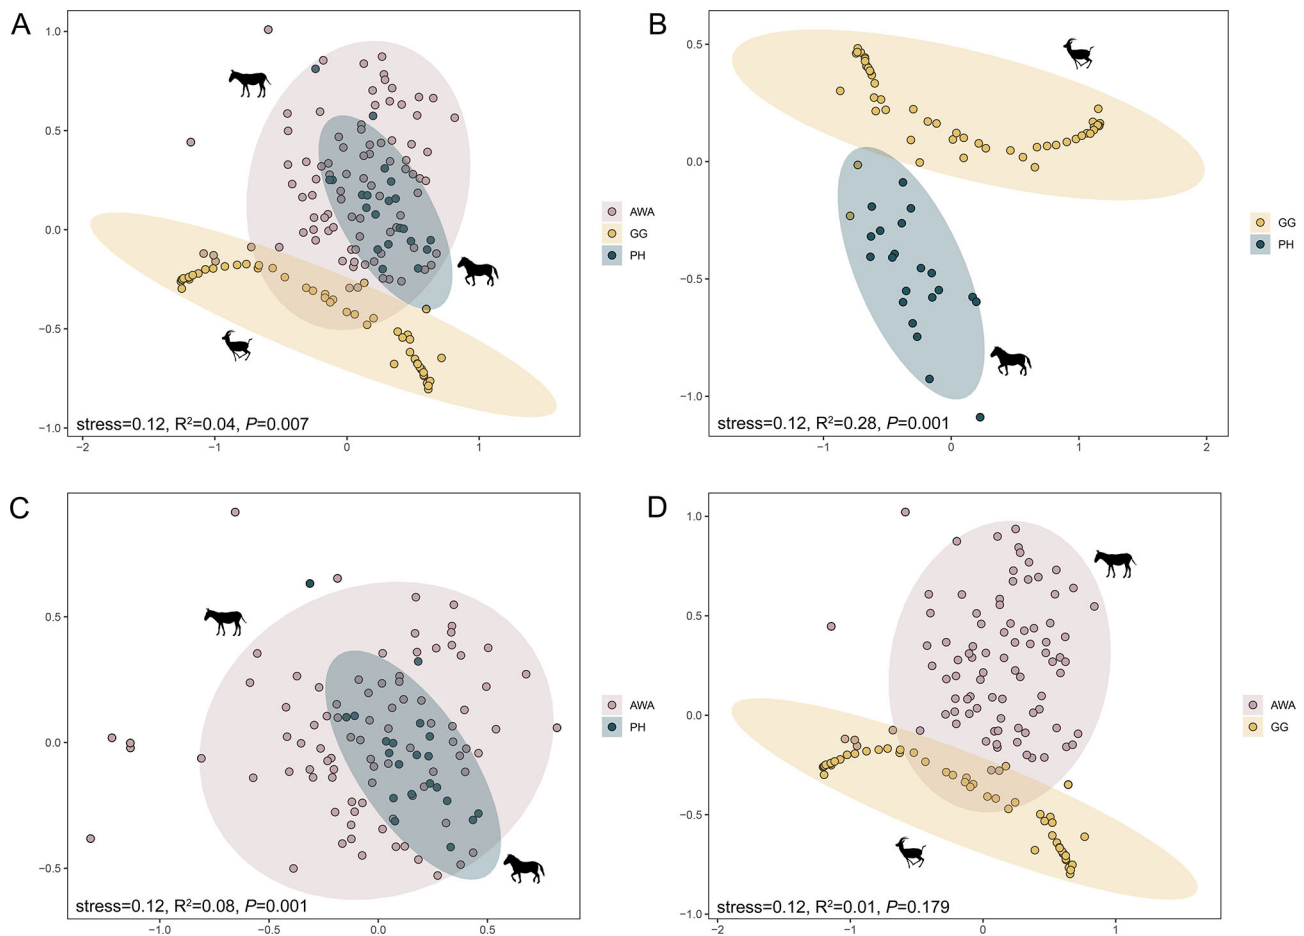 A
1.0
0.5
0.0
−0.5
−1.0
−2
−1
0
1
stress=0.12, R²=0.04, P=0.007
AWA
GG
PH
B
0.5
0.0
−0.5
−1.0
−1
0
1
2
stress=0.12, R²=0.28, P=0.001
GG
PH
C
0.5
0.0
−0.5
−1.0
−0.5
0.0
0.5
stress=0.12, R²=0.08, P=0.001
AWA
PH
D
1.0
0.5
0.0
−0.5
−1.0
−2
−1
0
1
stress=0.12, R²=0.01, P=0.179
AWA
GG